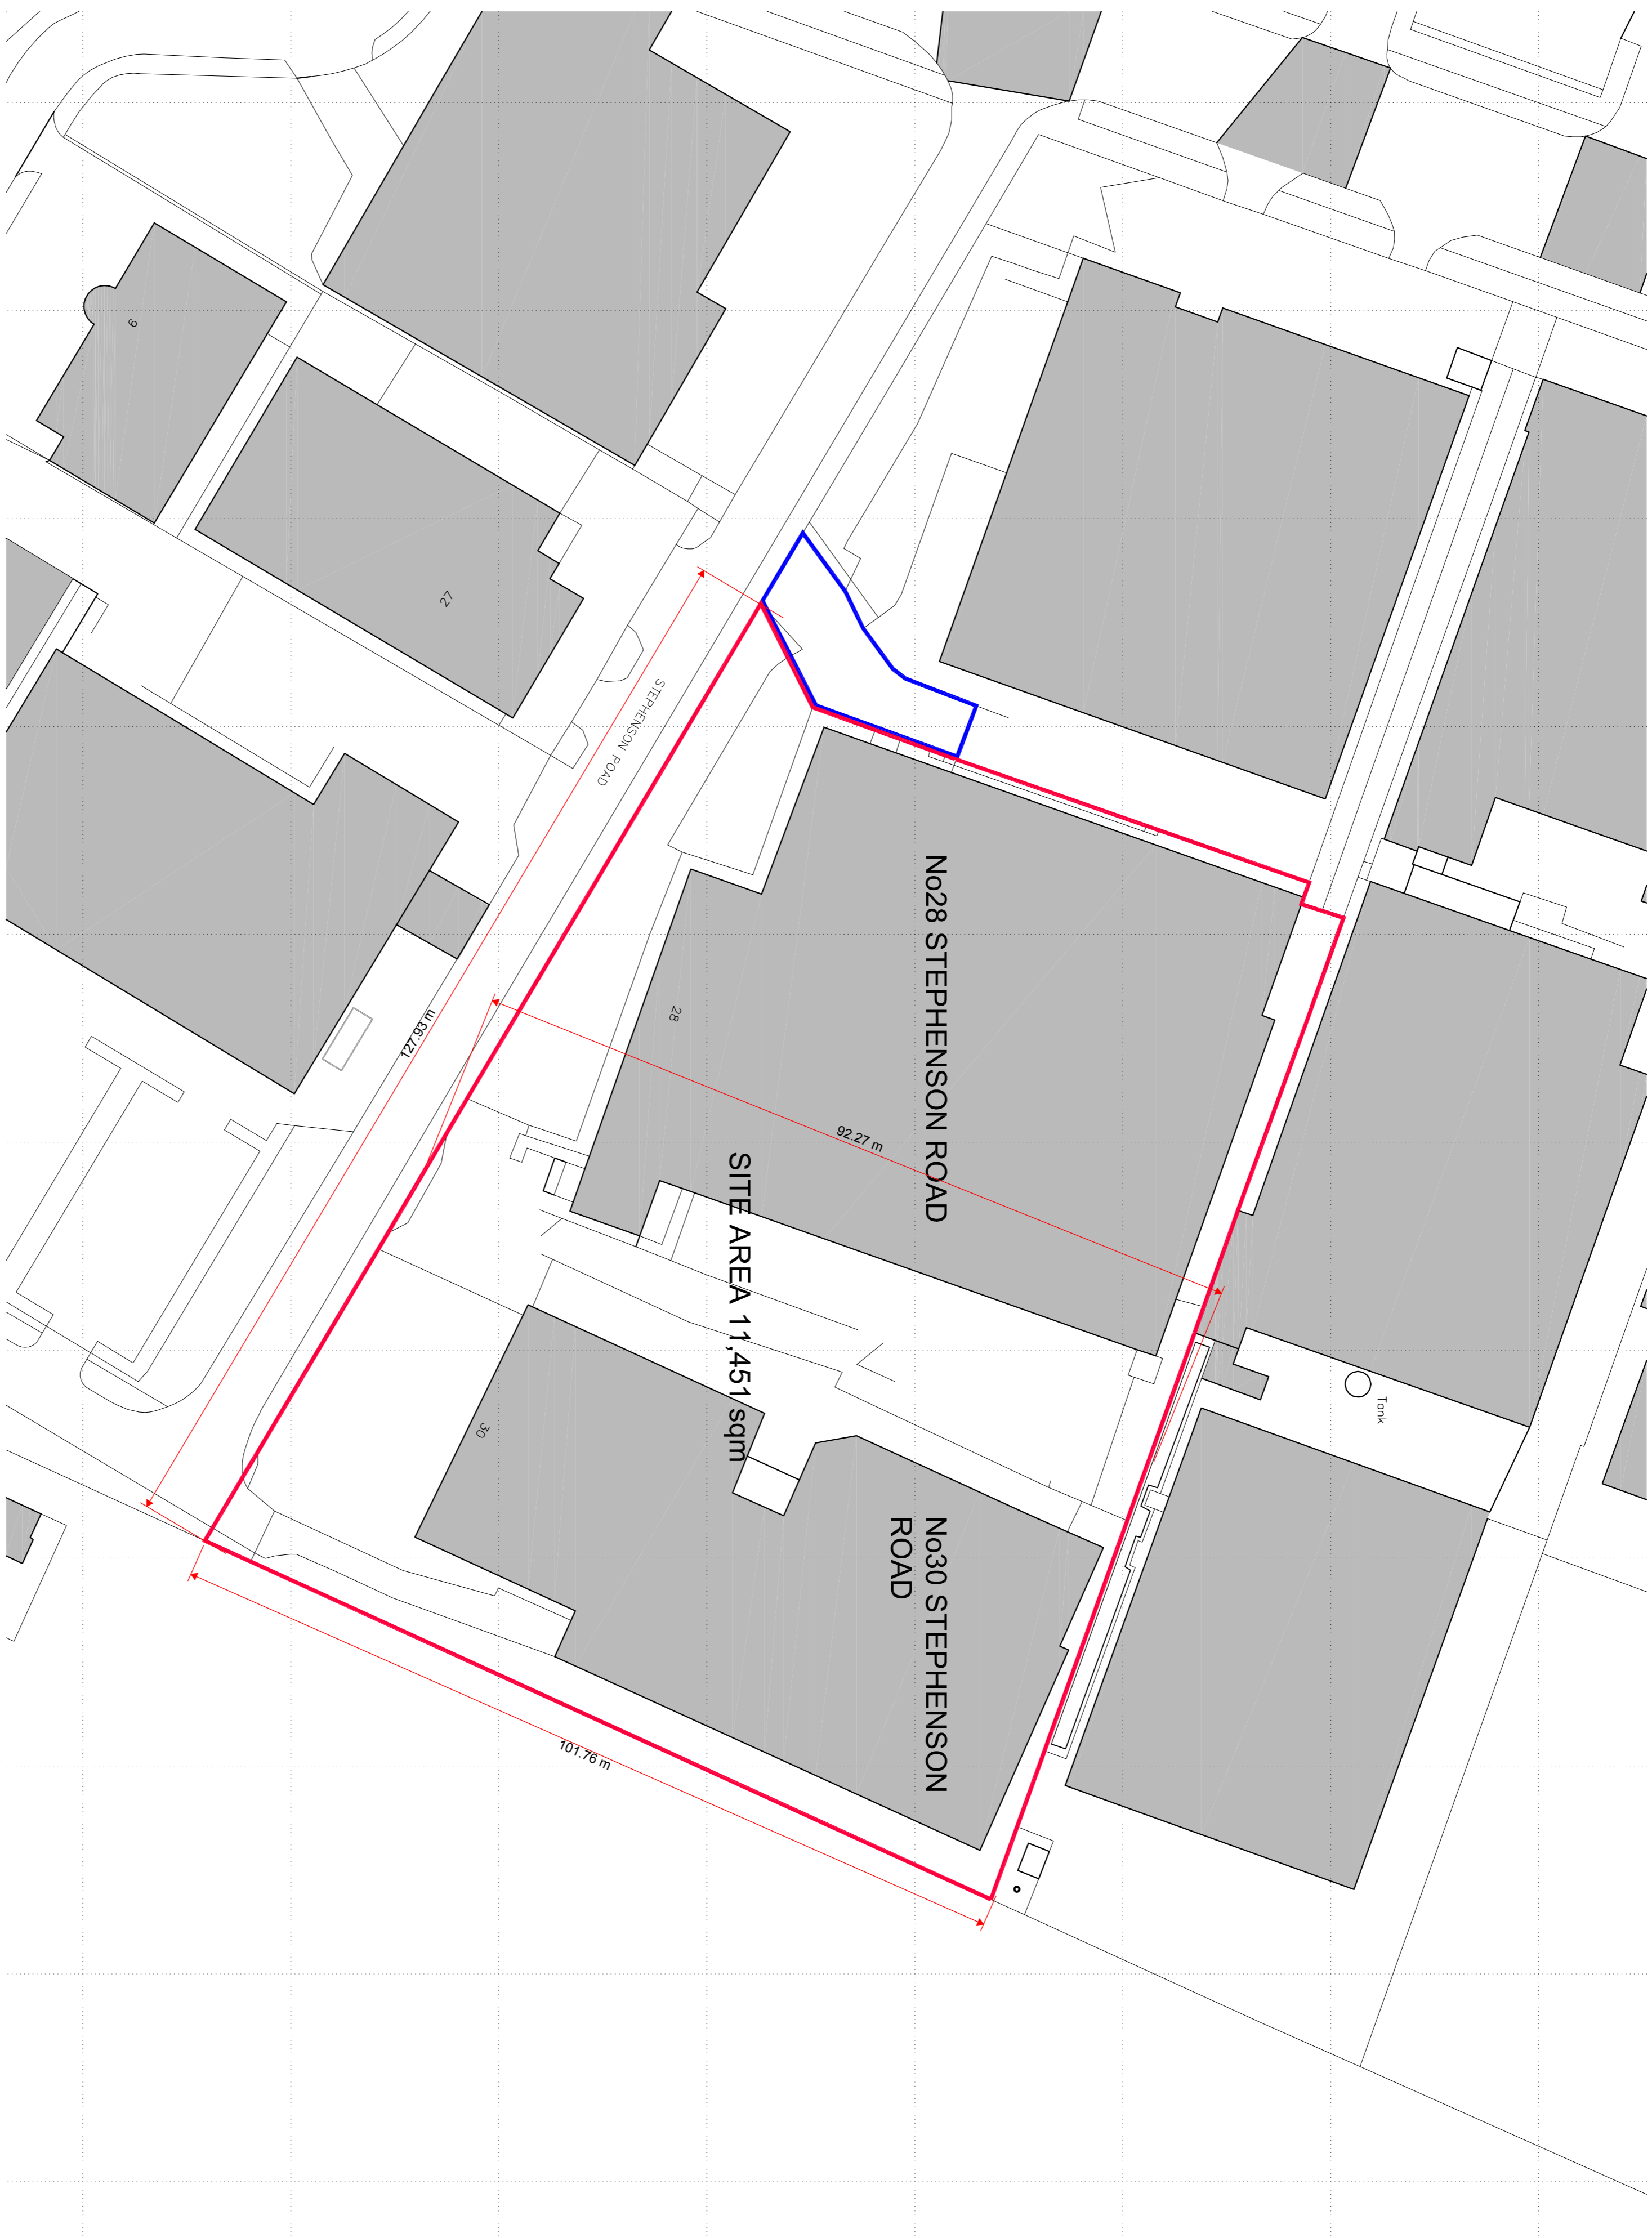 6
27
STEPHENSON ROAD
127.93 m
28
No28 STEPHENSON ROAD
92.27 m
SITE AREA 11,451 sqm
Tank
30
No30 STEPHENSON
ROAD
101.76 m